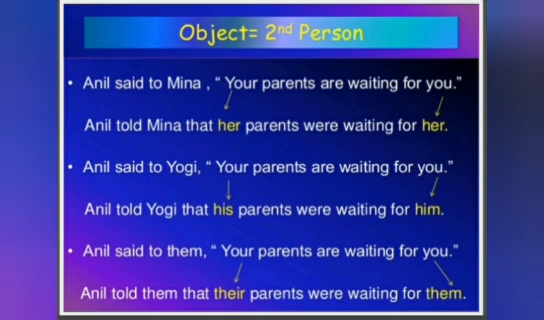 Object= 2nd Person
• Anil said to Mina , “ Your parents are waiting for you.”
Anil told Mina that her parents were waiting for her.
• Anil said to Yogi, “ Your parents are waiting for you.”
Anil told Yogi that his parents were waiting for him.
• Anil said to them, “ Your parents are waiting for you.”
Anil told them that their parents were waiting for them.